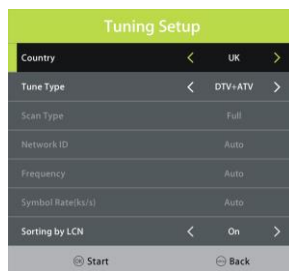 Tuning Setup
Country < UK >
Tune Type < DTV+ATV >
Scan Type Full
Network ID Auto
Frequency Auto
Symbol Rate(ks/s) Auto
Sorting by LCN < On >
OK Start Back